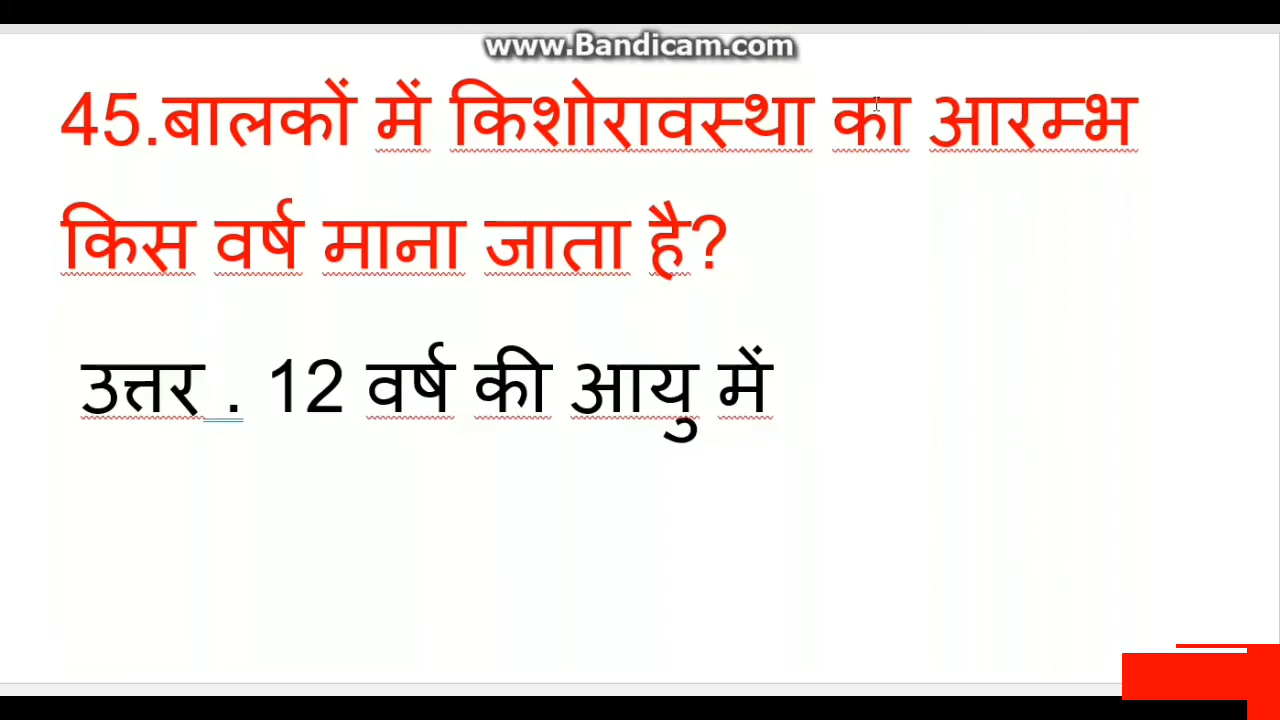 www.Bandicam.com
45.बालकों में किशोरावस्था का आरम्भ
किस वर्ष माना जाता है?
उत्तर . 12 वर्ष की आयु में